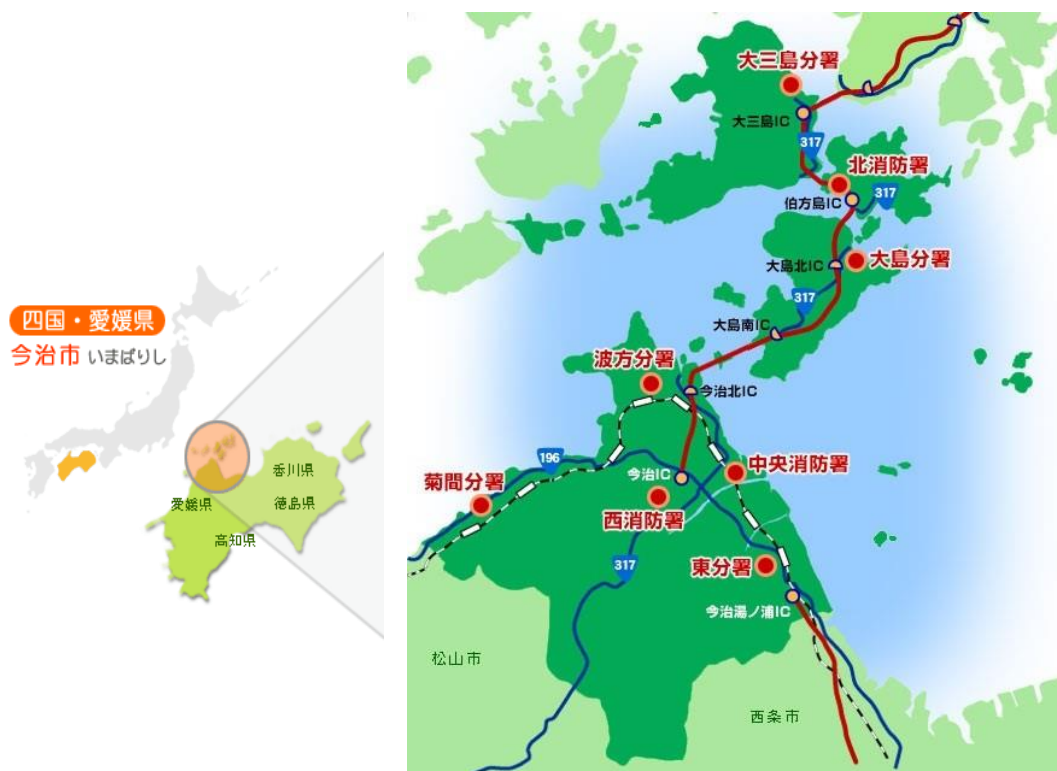 四国・愛媛県
今治市 いまばりし
香川県
愛媛県
徳島県
高知県
大三島分署
大三島IC
317
北消防署
伯方島IC
317
大島北IC
大島分署
317
大島南IC
波方分署
今治北IC
196
菊間分署
今治IC
中央消防署
西消防署
317
東分署
今治湯ノ浦IC
松山市
西条市